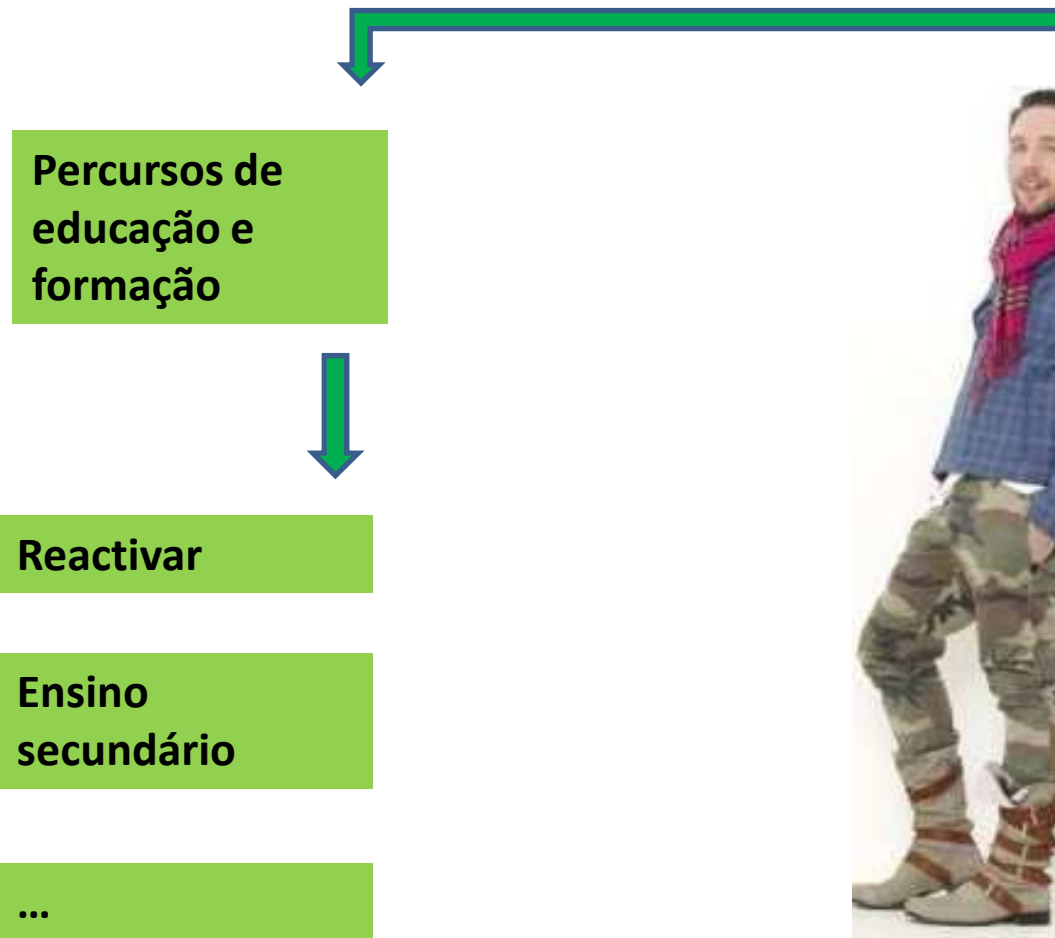 Percursos de
educação e
formação
Reactivar
Ensino
secundário
...